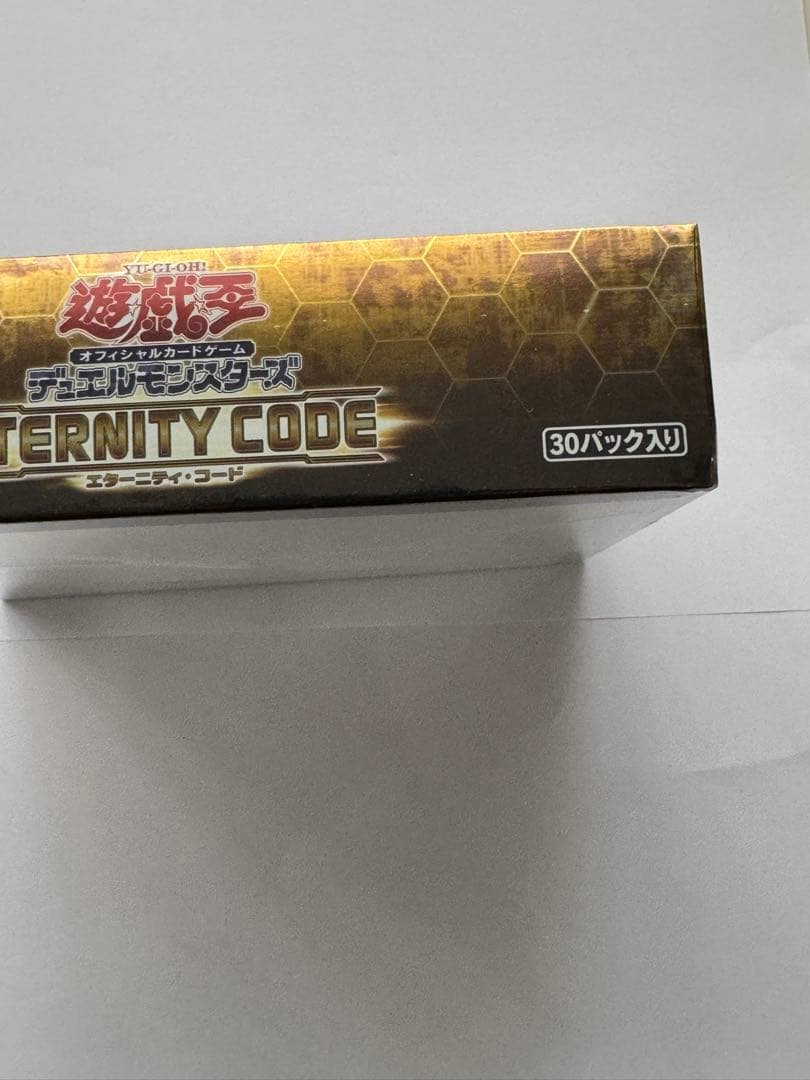 YU-GI-OH!
遊戯王
オフィシャルカードゲーム
デュエルモンスターズ
TERNITY CODE
エターニティ・コード
30パック入り